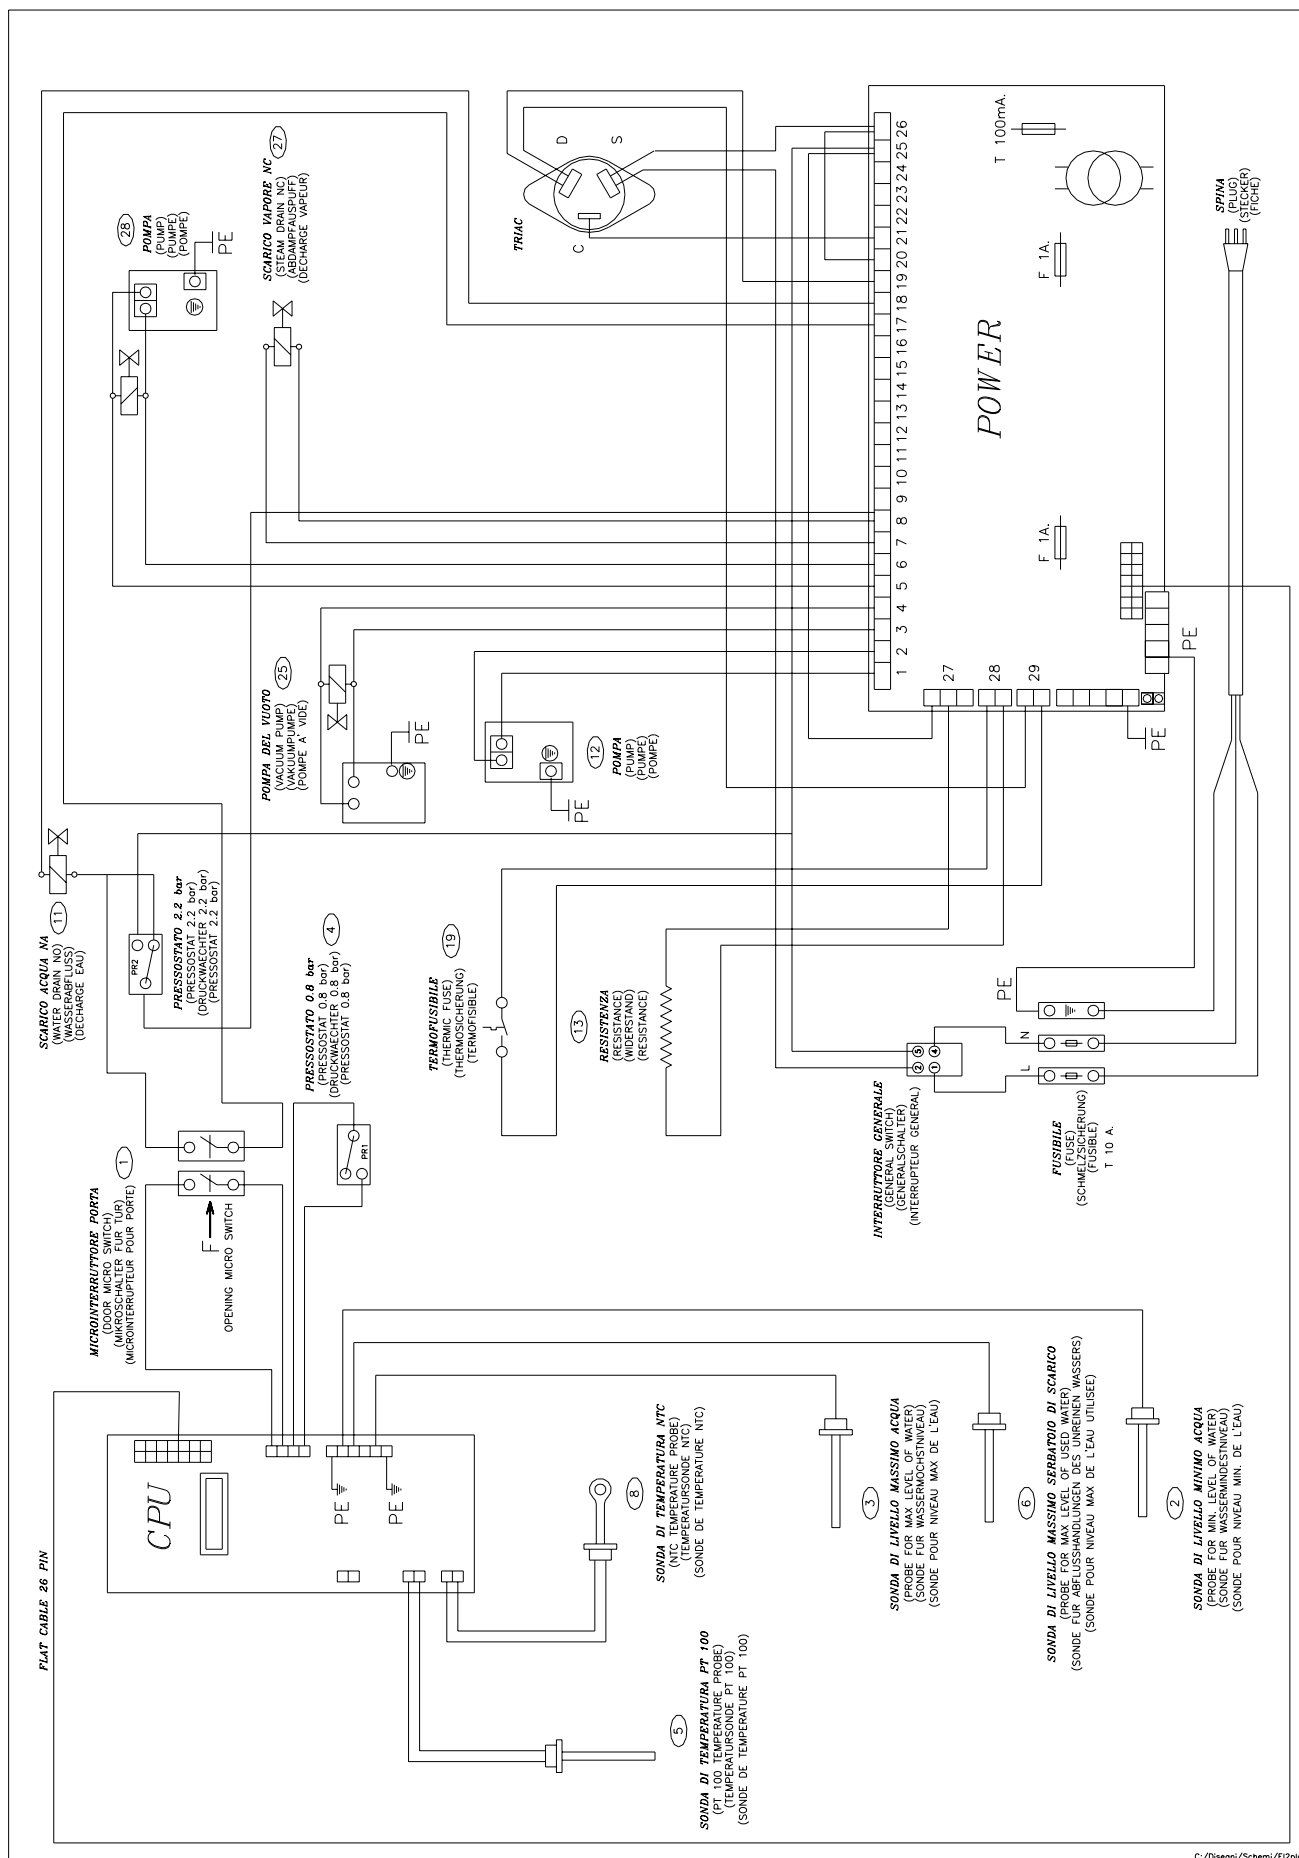 FLAT CABLE 26 PIN
CPU
PE
PE
SONDA DI TEMPERATURA PT 100
(PT 100 TEMPERATURE PROBE)
(TEMPERATURSONDE PT 100)
(SONDE DE TEMPERATURE PT 100)
5
SONDA DI TEMPERATURA NTC
(NTC TEMPERATURE PROBE)
(TEMPERATURSONDE NTC)
(SONDE DE TEMPERATURE NTC)
8
SONDA DI LIVELLO MASSIMO ACQUA
(PROBE FOR MAX LEVEL OF WATER)
(SONDE FUR WASSERMOCHSTNIVEAU)
(SONDE POUR NIVEAU MAX DE L'EAU)
3
SONDA DI LIVELLO MASSIMO SERBATOIO DI SCARICO
(PROBE FOR MAX LEVEL OF USED WATER)
(SONDE FUR ABFLUSSHANDLUNGEN DES UNREINEN WASSERS)
(SONDE POUR NIVEAU MAX DE L'EAU UTILISEE)
6
SONDA DI LIVELLO MINIMO ACQUA
(PROBE FOR MIN. LEVEL OF WATER)
(SONDE FUR WASSERMINDESTNIVEAU)
(SONDE POUR NIVEAU MIN. DE L'EAU)
2
MICROINTERRUTTORE PORTA
(DOOR MICRO SWITCH)
(MIKROSCHALTER FUR TUR)
(MICROINTERRUPTEUR POUR PORTE)
1
F
OPENING MICRO SWITCH
SCARICO ACQUA NA
(WATER DRAIN NO)
(WASSERABFLUSS)
(DECHARGE EAU)
11
PR2
PRESSOSTATO 2.2 bar
(PRESSOSTAT 2.2 bar)
(DRUCKWAECHTER 2.2 bar)
(PRESSOSTAT 2.2 bar)
PRESSOSTATO 0.8 bar
(PRESSOSTAT 0.8 bar)
(DRUCKWAECHTER 0.8 bar)
(PRESSOSTAT 0.8 bar)
4
PR1
TERMOFUSIBILE
(THERMIC FUSE)
(THERMOSICHERUNG)
(TERMOFISIBLE)
19
RESISTENZA
(RESISTANCE)
(WIDERSTAND)
(RESISTANCE)
13
INTERRUTTORE GENERALE
(GENERAL SWITCH)
(GENERALSCHALTER)
(INTERRUPTEUR GENERAL)
2
5
1
4
PE
N
L
FUSIBILE
(FUSE)
(SCHMELZSICHERUNG)
(FUSIBLE)
T 10 A.
POMPA DEL VUOTO
(VACUUM PUMP)
(VAKUUMPUMPE)
(POMPE A' VIDE)
25
PE
PE
12
POMPA
(PUMP)
(PUMPE)
(POMPE)
28
POMPA
(PUMP)
(PUMPE)
(POMPE)
PE
SCARICO VAPORE NC
(STEAM DRAIN NC)
(ABDAMPFAUSPUFF)
(DECHARGE VAPEUR)
27
TRIAC
C
D
S
1 2 3 4 5 6 7 8 9 10 11 12 13 14 15 16 17 18 19 20 21 22 23 24 25 26
27
28
29
POWER
F 1A.
F 1A.
T 100mA.
PE
PE
SPINA
(PLUG)
(STECKER)
(FICHE)